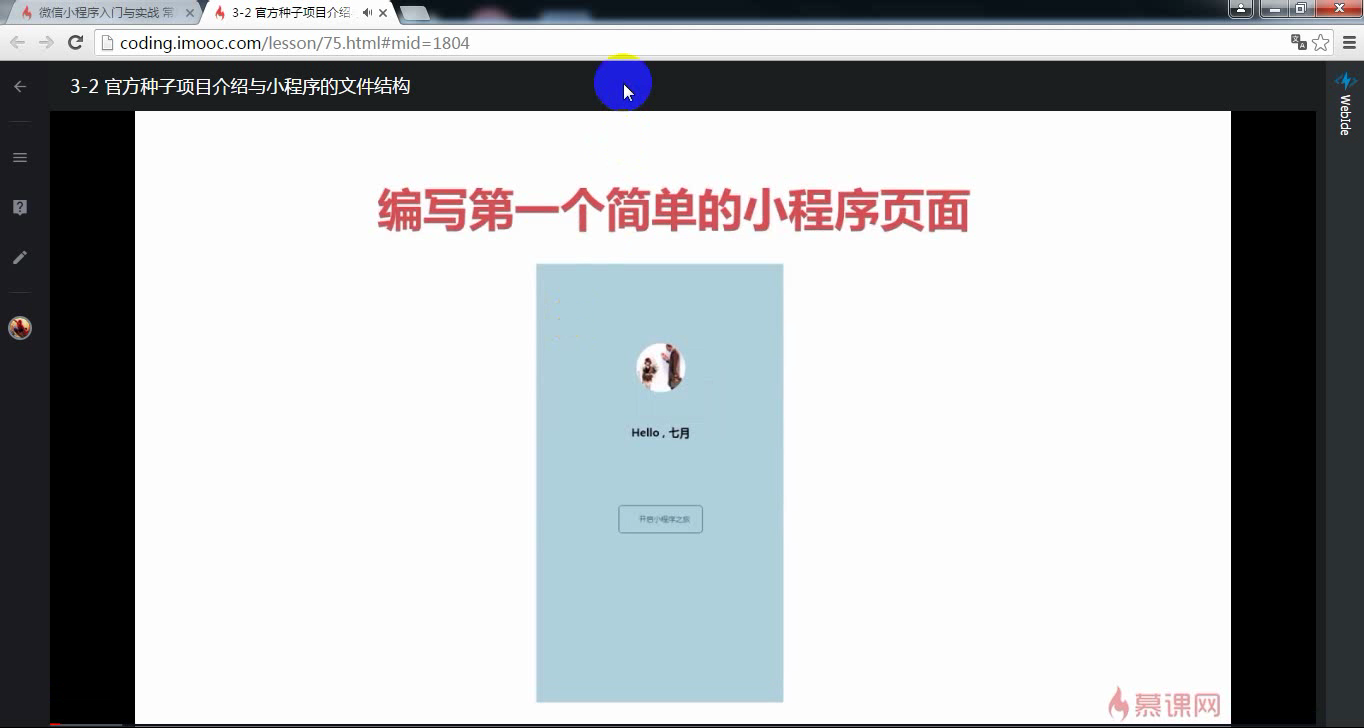 微信小程序入门与实战 常
3-2 官方种子项目介绍
coding.imooc.com/lesson/75.html#mid=1804
3-2 官方种子项目介绍与小程序的文件结构
WebIde
编写第一个简单的小程序页面
Hello , 七月
开启小程序之旅
慕课网